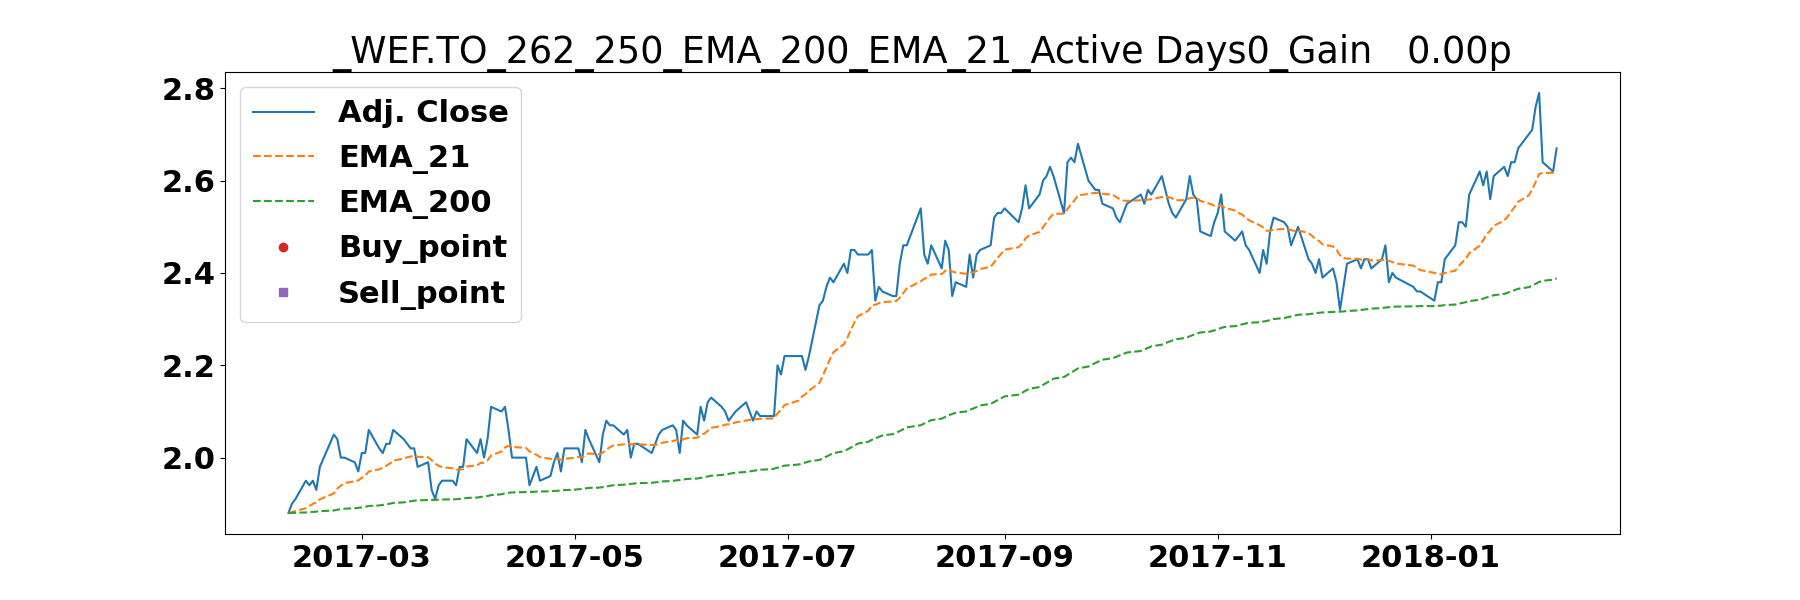 _WEF.TO_262_250_EMA_200_EMA_21_Active Days0_Gain   0.00p
2.8
2.6
2.4
2.2
2.0
Adj. Close
EMA_21
EMA_200
Buy_point
Sell_point
2017-03 2017-05 2017-07 2017-09 2017-11 2018-01